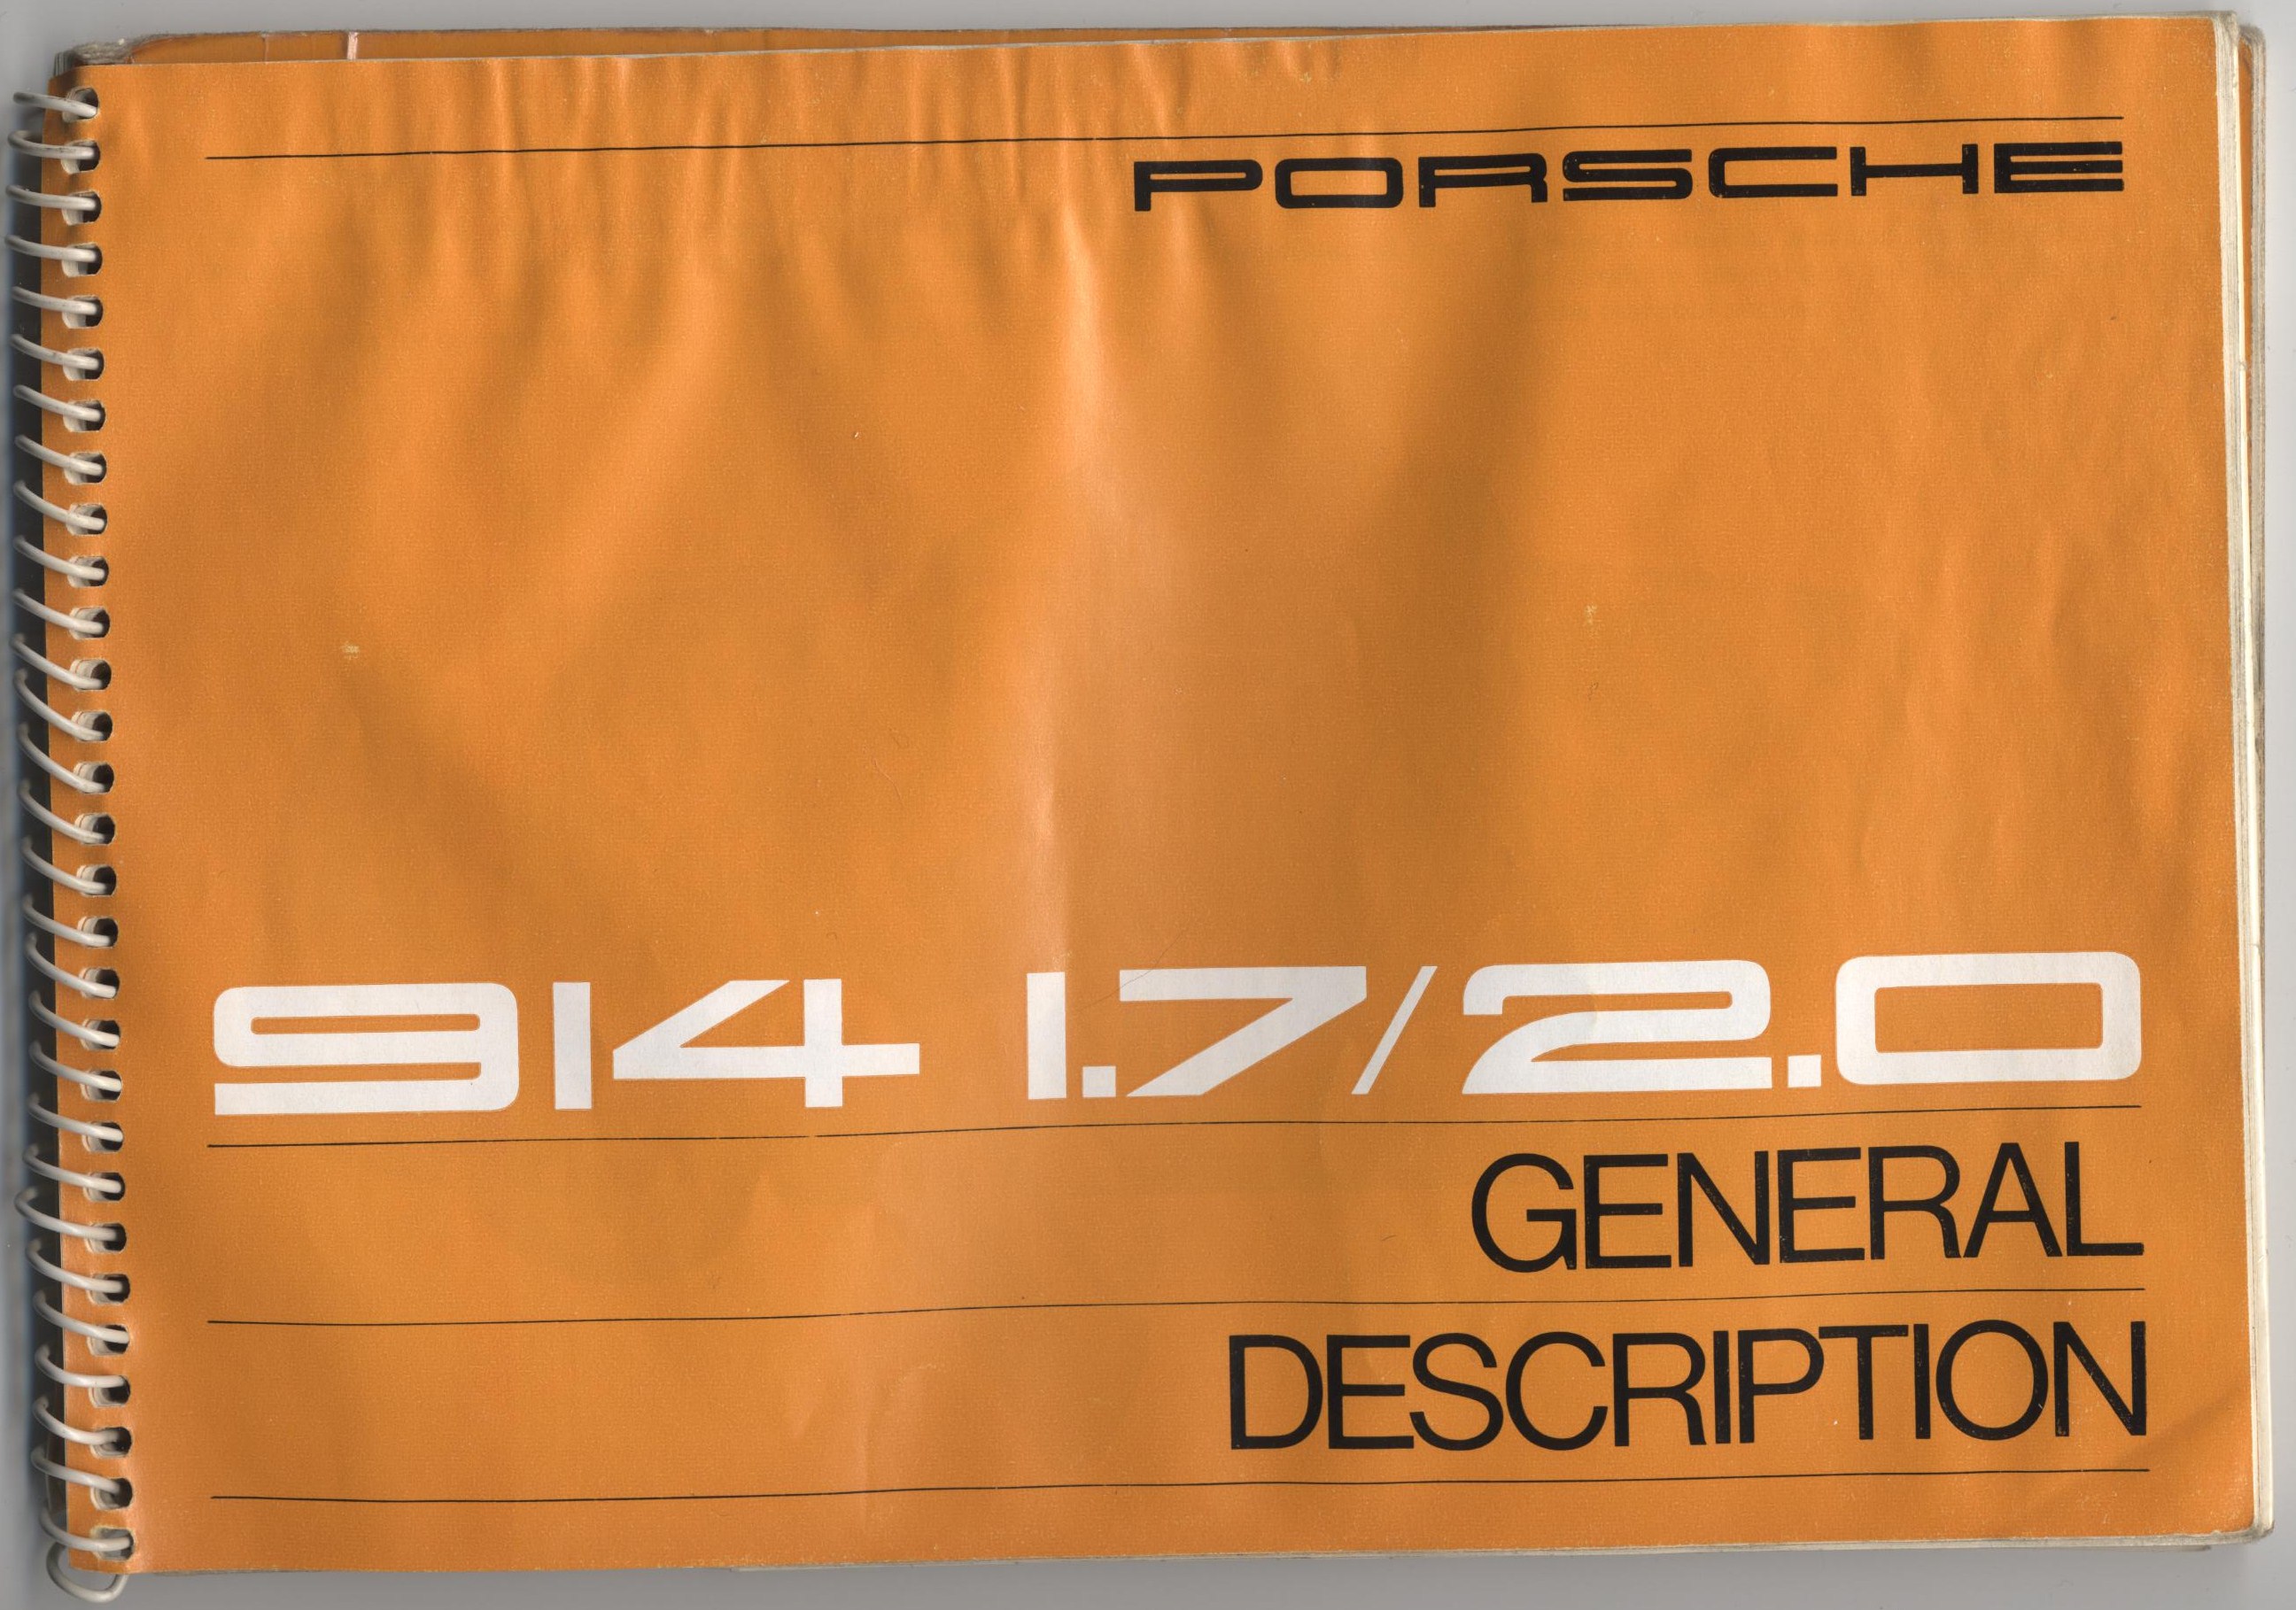 PORSCHE
914 1.7/2.0
GENERAL
DESCRIPTION